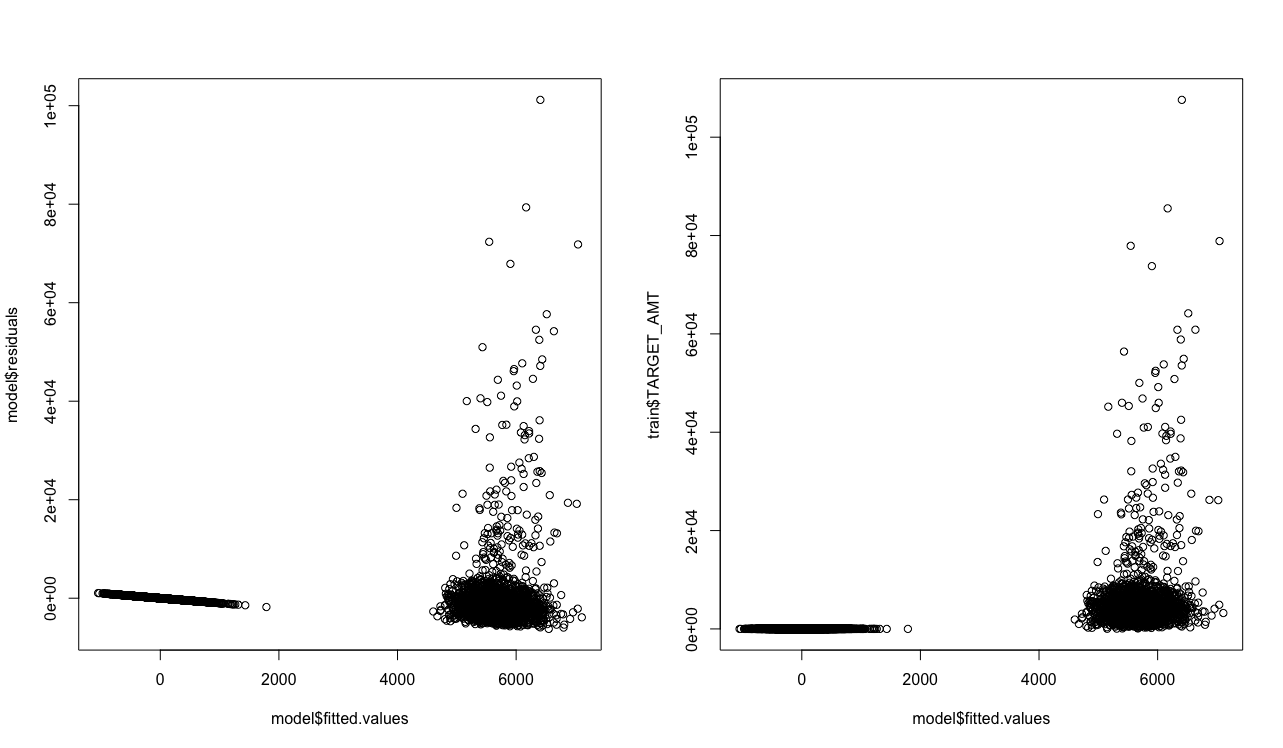 model$residuals
1e+05
8e+04
6e+04
4e+04
2e+04
0e+00
0
2000
4000
6000
model$fitted.values
train$TARGET_AMT
1e+05
8e+04
6e+04
4e+04
2e+04
0e+00
0
2000
4000
6000
model$fitted.values